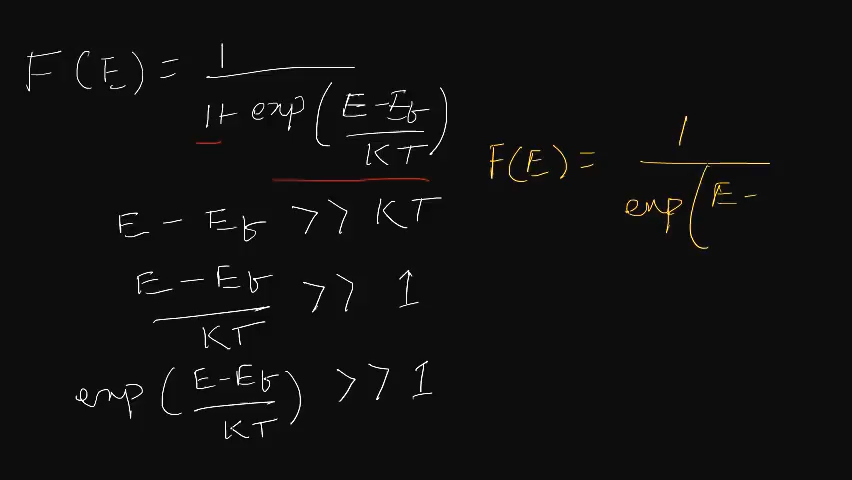 F(E) = 1 / (1 + exp((E - Ef) / KT))
E - Ef >> KT
(E - Ef) / KT >> 1
exp((E - Ef) / KT) >> 1
F(E) = 1 / exp(E -